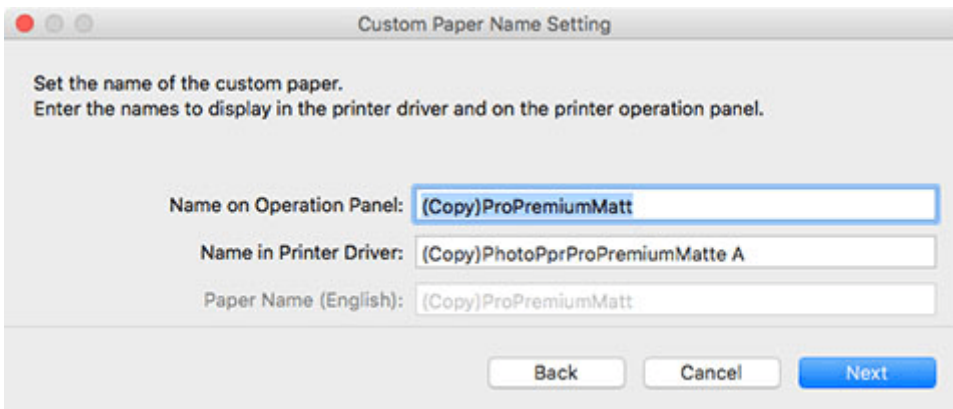 Custom Paper Name Setting
Set the name of the custom paper.
Enter the names to display in the printer driver and on the printer operation panel.
Name on Operation Panel: (Copy)ProPremiumMatt
Name in Printer Driver: (Copy)PhotoPprProPremiumMatte A
Paper Name (English): (Copy)ProPremiumMatt
Back Cancel Next